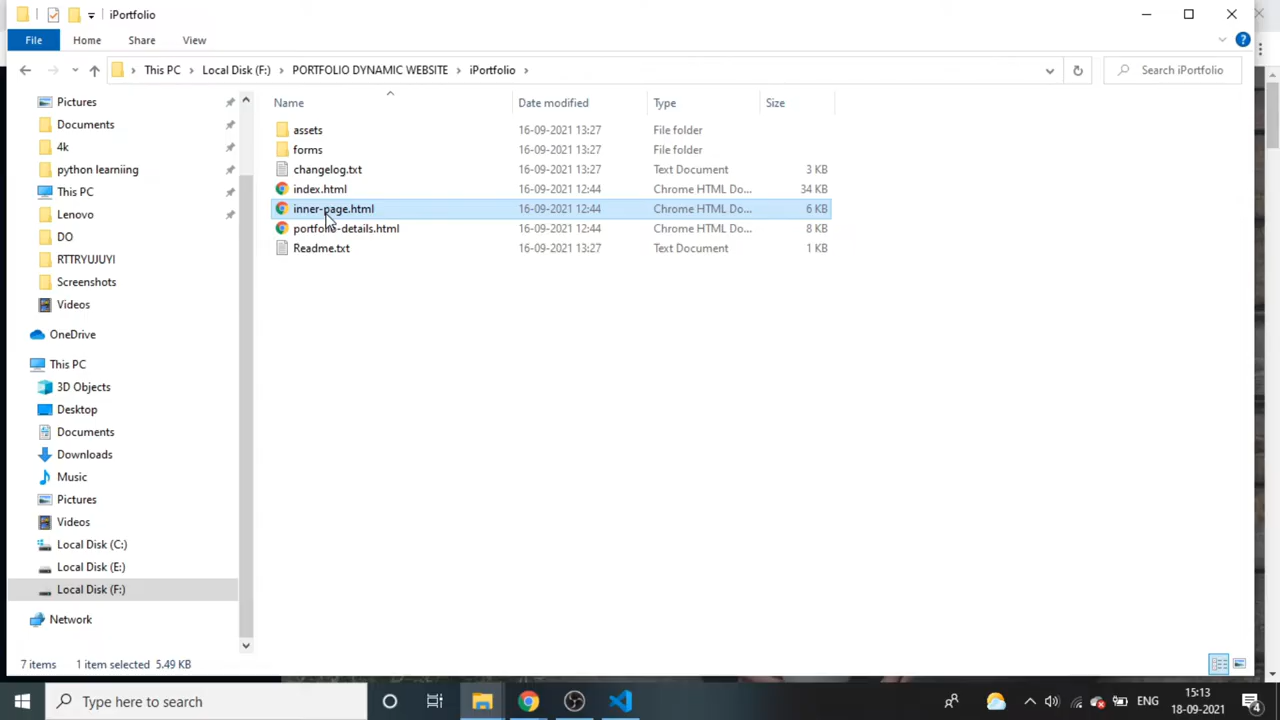 iPortfolio
File Home Share View
This PC Local Disk (F:) PORTFOLIO DYNAMIC WEBSITE iPortfolio
Search iPortfolio
Pictures
Documents
4k
python learniing
This PC
Lenovo
DO
RTTRYUJUYI
Screenshots
Videos
OneDrive
This PC
3D Objects
Desktop
Documents
Downloads
Music
Pictures
Videos
Local Disk (C:)
Local Disk (E:)
Local Disk (F:)
Network
Name Date modified Type Size
assets 16-09-2021 13:27 File folder
forms 16-09-2021 13:27 File folder
changelog.txt 16-09-2021 13:27 Text Document 3 KB
index.html 16-09-2021 12:44 Chrome HTML Do... 34 KB
inner-page.html 16-09-2021 12:44 Chrome HTML Do... 6 KB
portfolio-details.html 16-09-2021 12:44 Chrome HTML Do... 8 KB
Readme.txt 16-09-2021 13:27 Text Document 1 KB
7 items 1 item selected 5.49 KB
Type here to search
ENG
15:13
18-09-2021
4